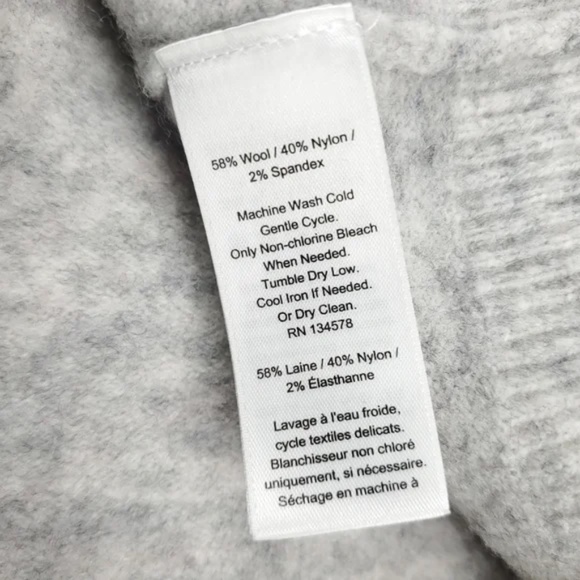 58% Wool / 40% Nylon /
2% Spandex
Machine Wash Cold
Gentle Cycle.
Only Non-chlorine Bleach
When Needed.
Tumble Dry Low.
Cool Iron If Needed.
Or Dry Clean.
RN 134578
58% Laine / 40% Nylon /
2% Élasthanne
Lavage à l'eau froide,
cycle textiles delicats.
Blanchisseur non chloré
uniquement, si nécessaire.
Séchage en machine à